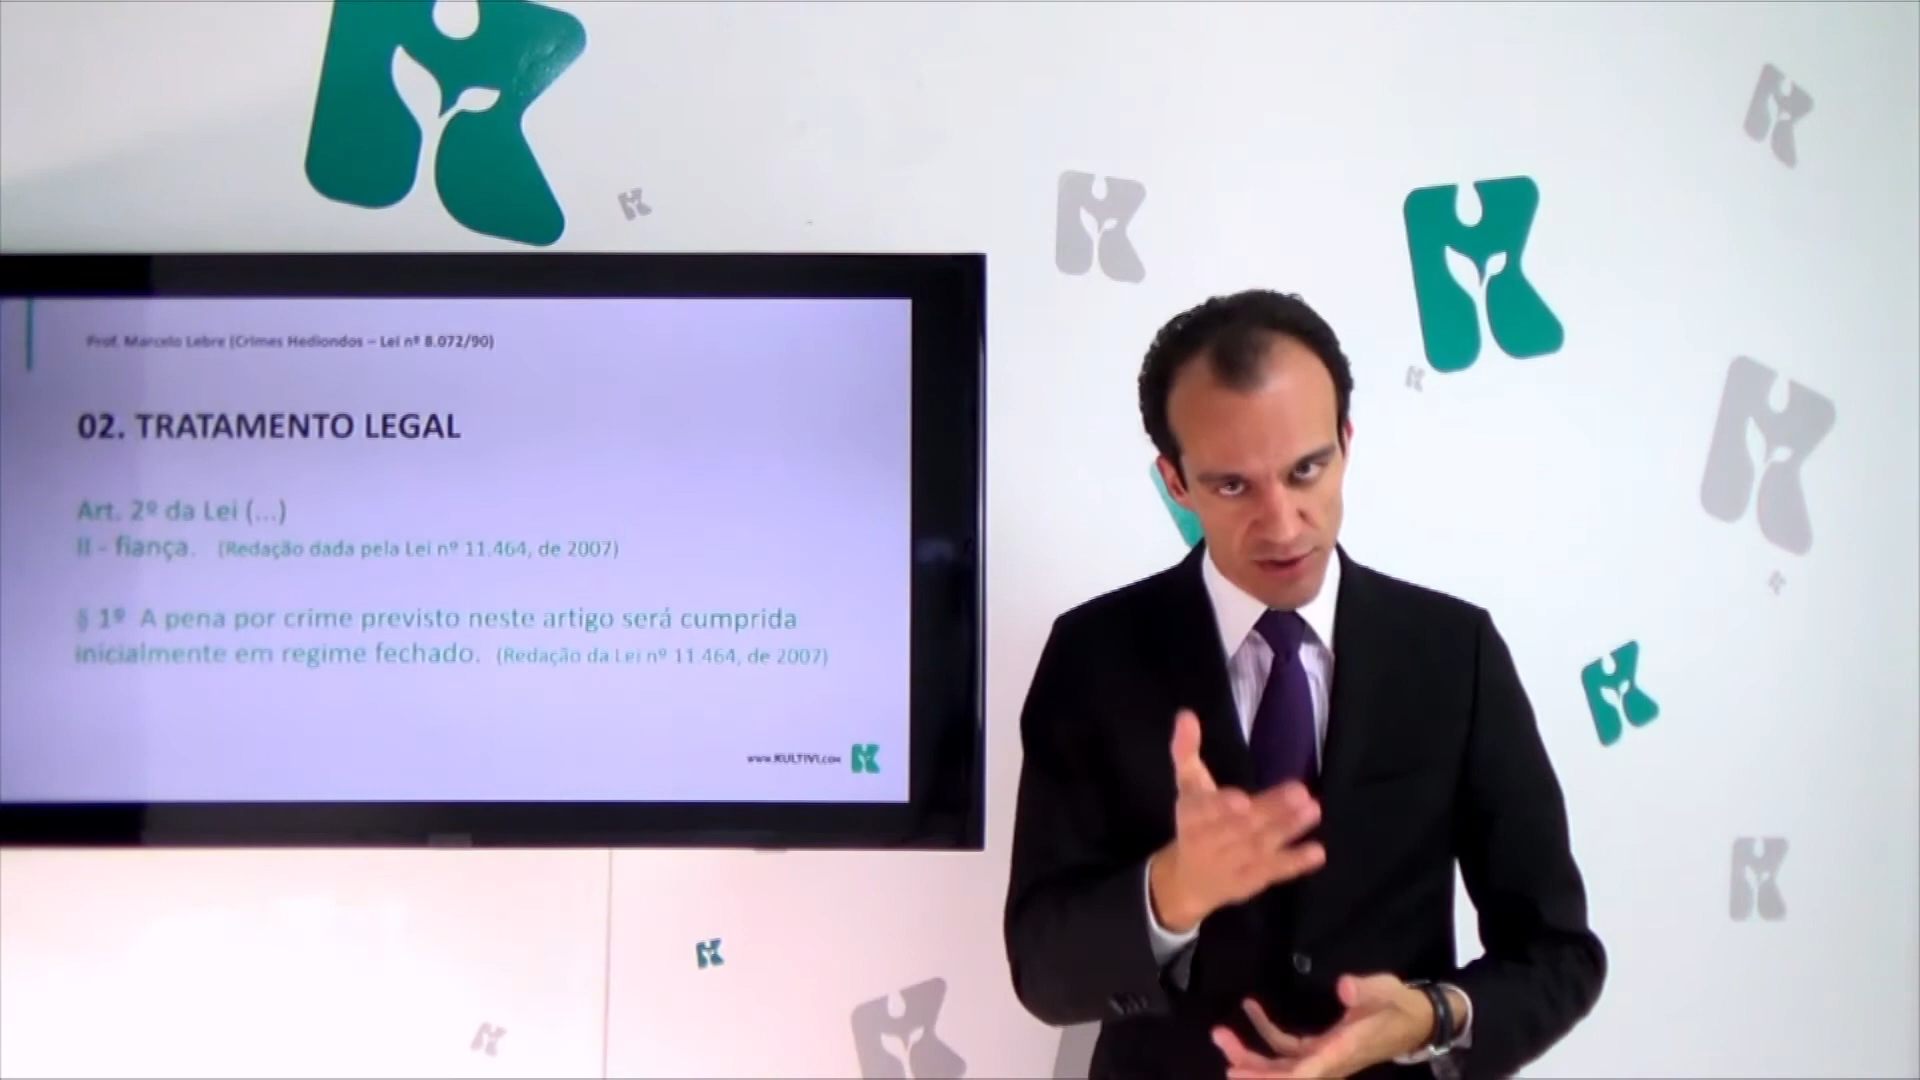 Prof. Marcelo Lebre (Crimes Hediondos – Lei nº 8.072/90)
02. TRATAMENTO LEGAL
Art. 2º da Lei (...)
II - fiança. (Redação dada pela Lei nº 11.464, de 2007)
§ 1º A pena por crime previsto neste artigo será cumprida
inicialmente em regime fechado. (Redação da Lei nº 11.464, de 2007)
www.KULTIVI.com